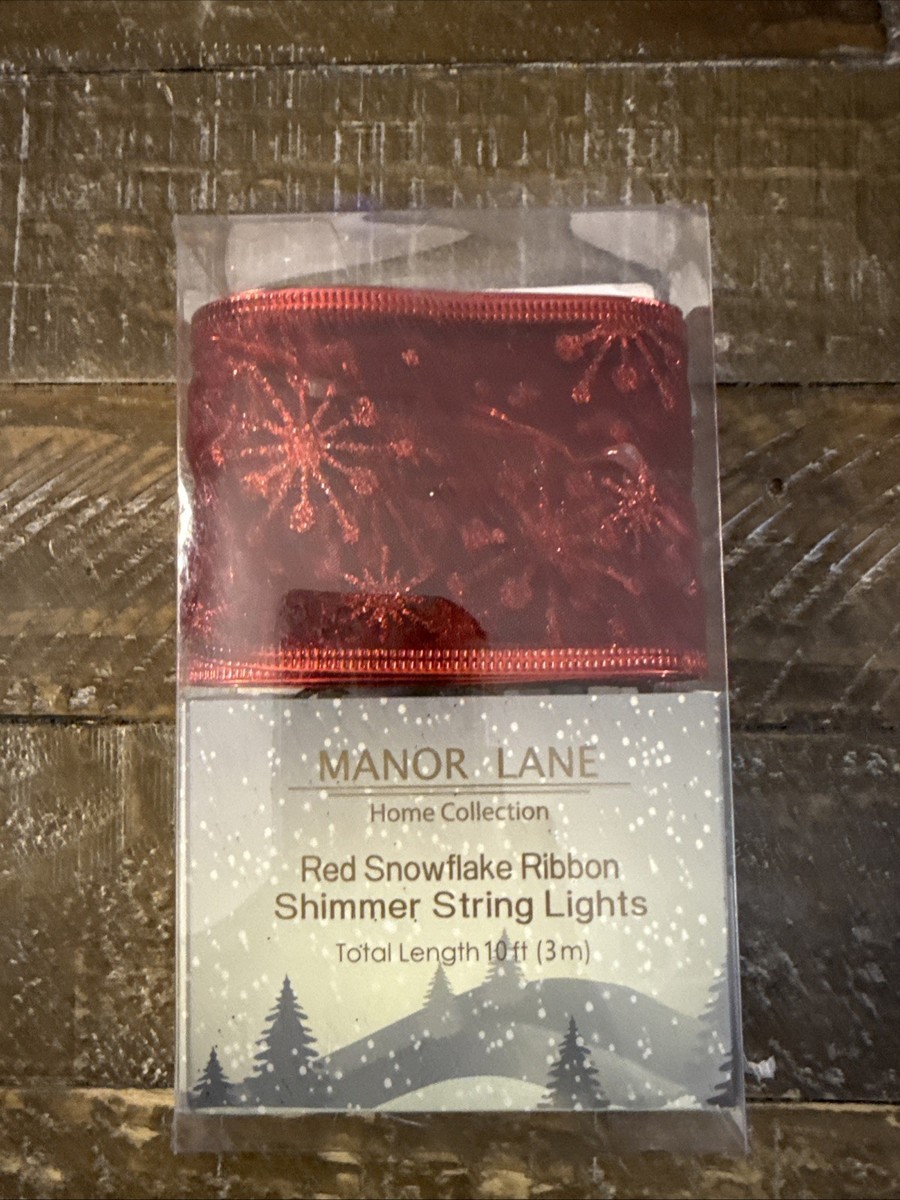 MANOR LANE
Home Collection
Red Snowflake Ribbon
Shimmer String Lights
Total Length 10 ft (3 m)